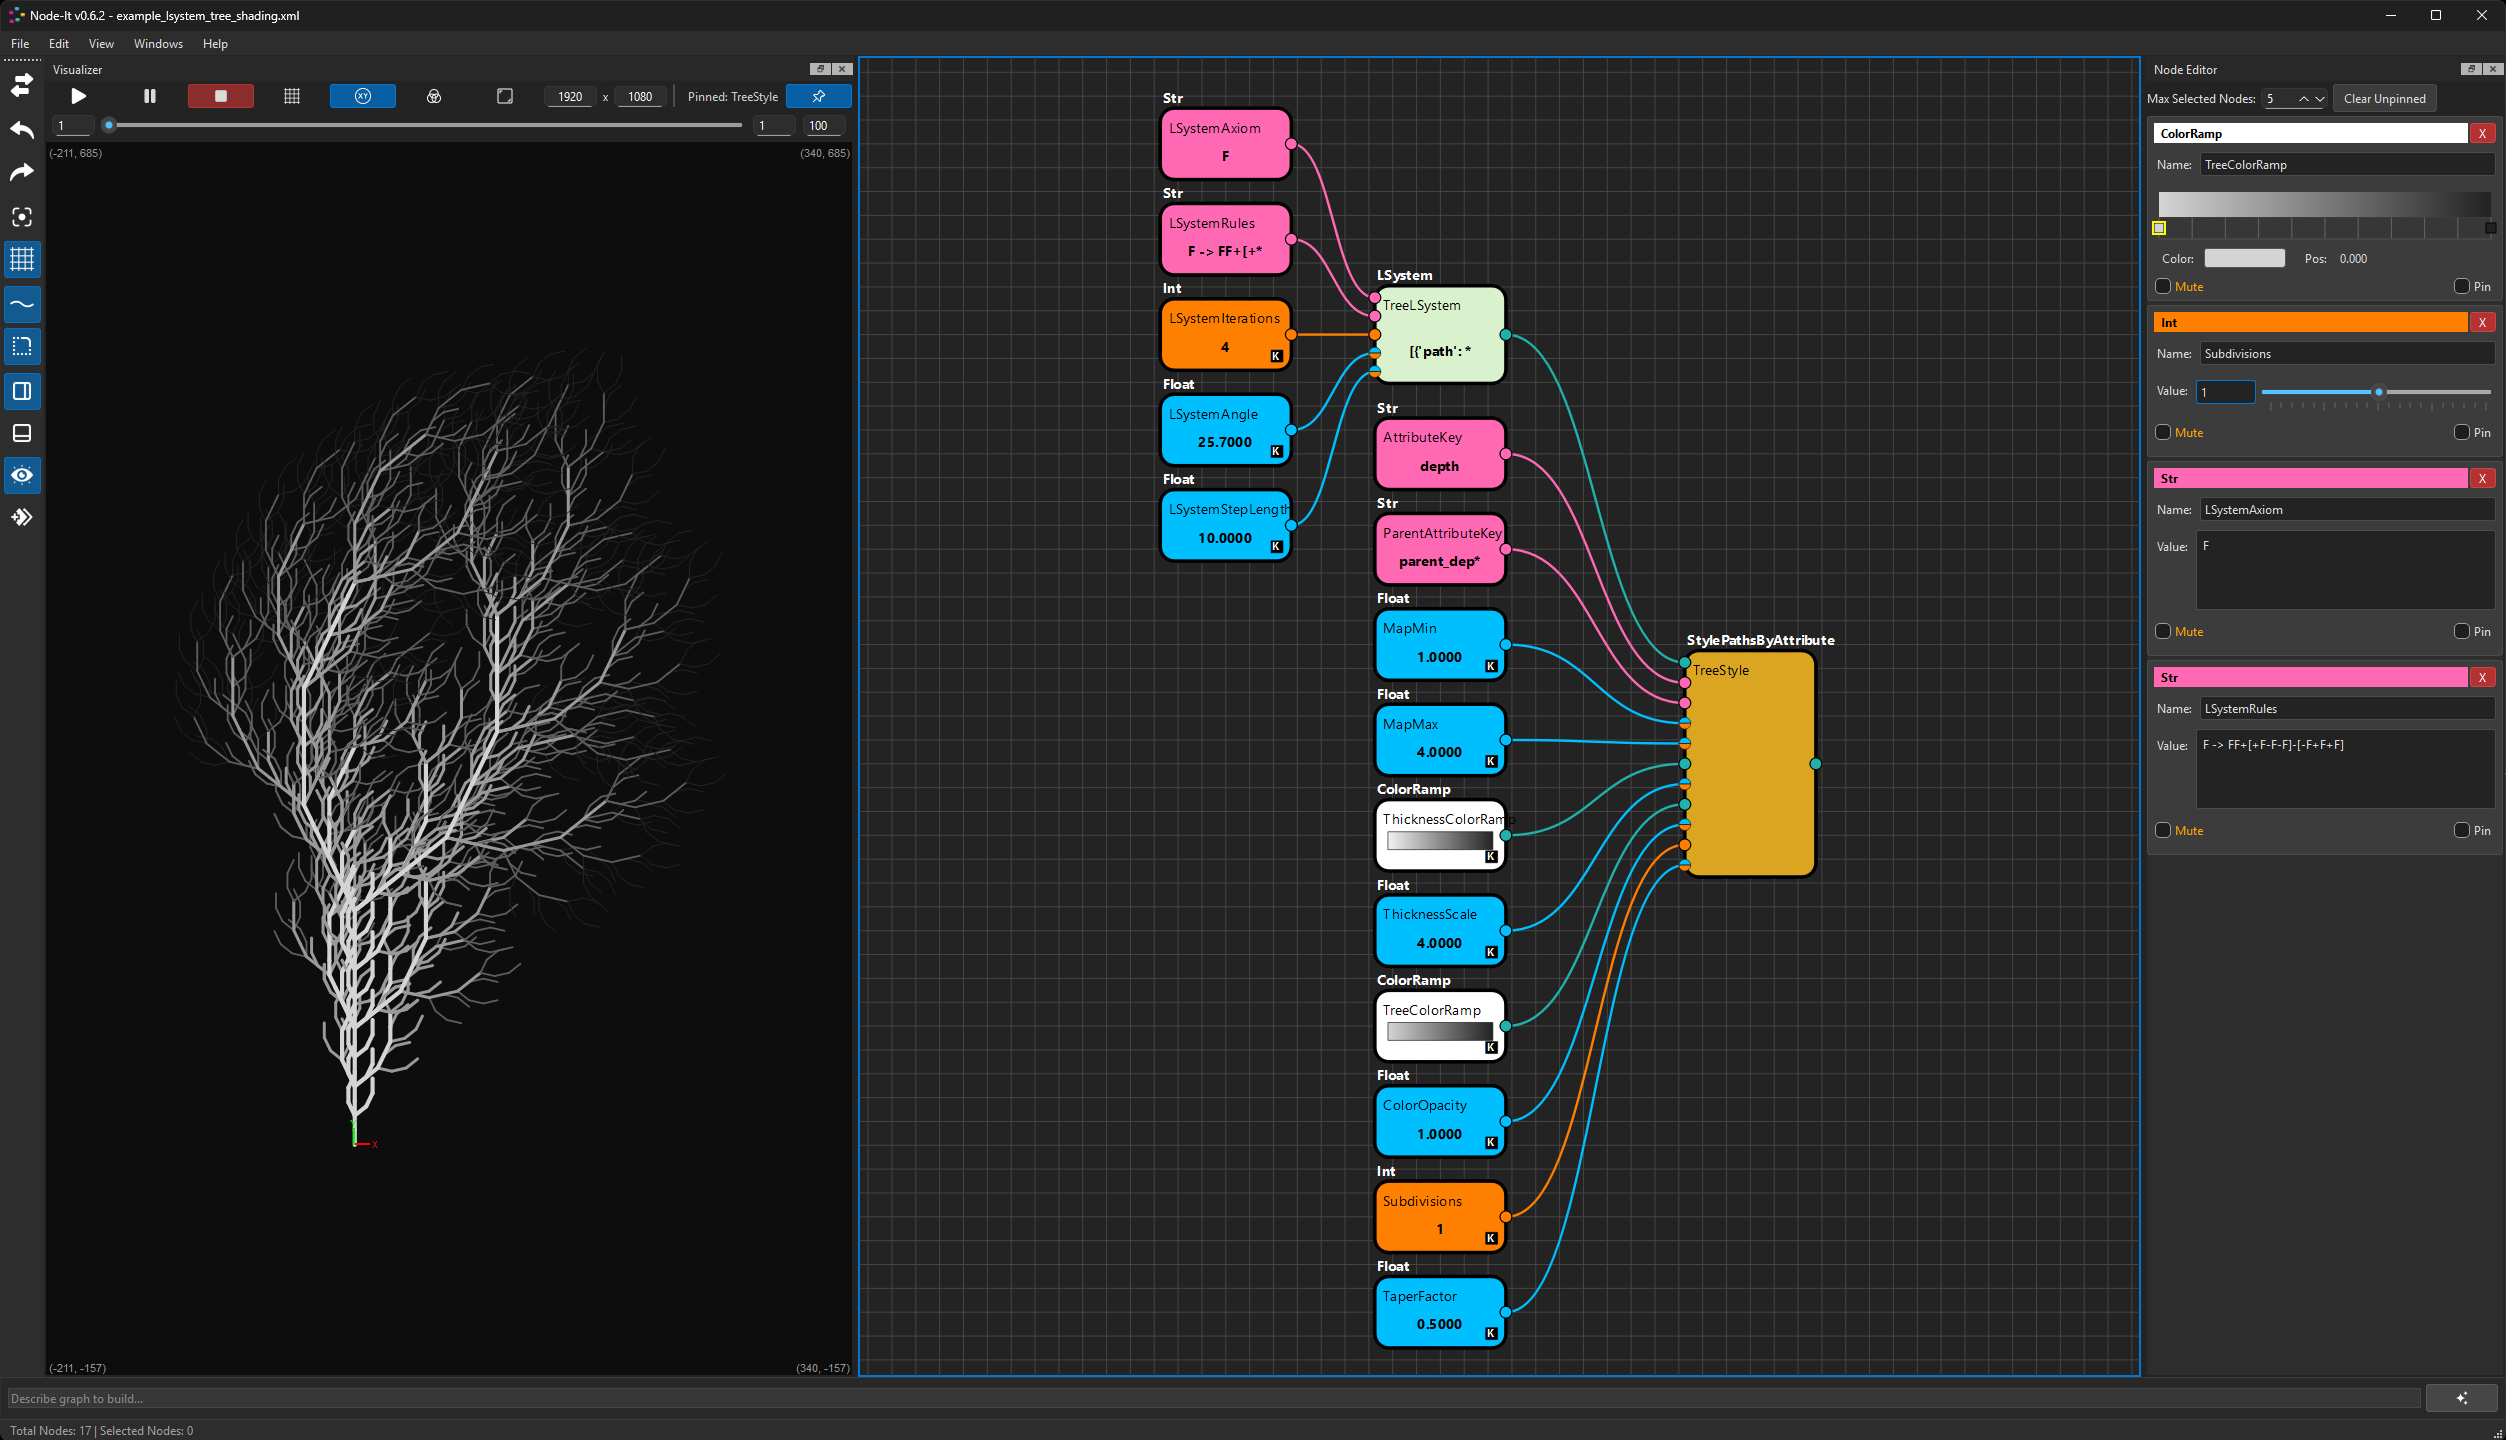 Node-It v0.6.2 - example_lsystem_tree_shading.xml
File Edit View Windows Help
Visualizer
XY 1920 x 1080 Pinned: TreeStyle
1 1 100
(-211, 685) (340, 685)
X
(-211, -157) (340, -157)
Str
LSystemAxiom
F
Str
LSystemRules
F -> FF+[+*
Int
LSystemIterations
4
K
Float
LSystemAngle
25.7000
K
Float
LSystemStepLength
10.0000
K
LSystem
TreeLSystem
[{'path': *
Str
AttributeKey
depth
Str
ParentAttributeKey
parent_dep*
Float
MapMin
1.0000
K
Float
MapMax
4.0000
K
ColorRamp
ThicknessColorRamp
K
Float
ThicknessScale
4.0000
K
ColorRamp
TreeColorRamp
K
Float
ColorOpacity
1.0000
K
Int
Subdivisions
1
K
Float
TaperFactor
0.5000
K
StylePathsByAttribute
TreeStyle
Node Editor
Max Selected Nodes: 5 Clear Unpinned
ColorRamp X
Name: TreeColorRamp
Color: Pos: 0.000
Mute Pin
Int X
Name: Subdivisions
Value: 1
Mute Pin
Str X
Name: LSystemAxiom
Value: F
Mute Pin
Str X
Name: LSystemRules
Value: F -> FF+[+F-F-F]-[-F+F+F]
Mute Pin
Describe graph to build...
Total Nodes: 17 | Selected Nodes: 0